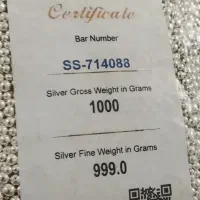 Certificate
Bar Number
SS-714088
Silver Gross Weight in Grams
1000
Silver Fine Weight in Grams
999.0